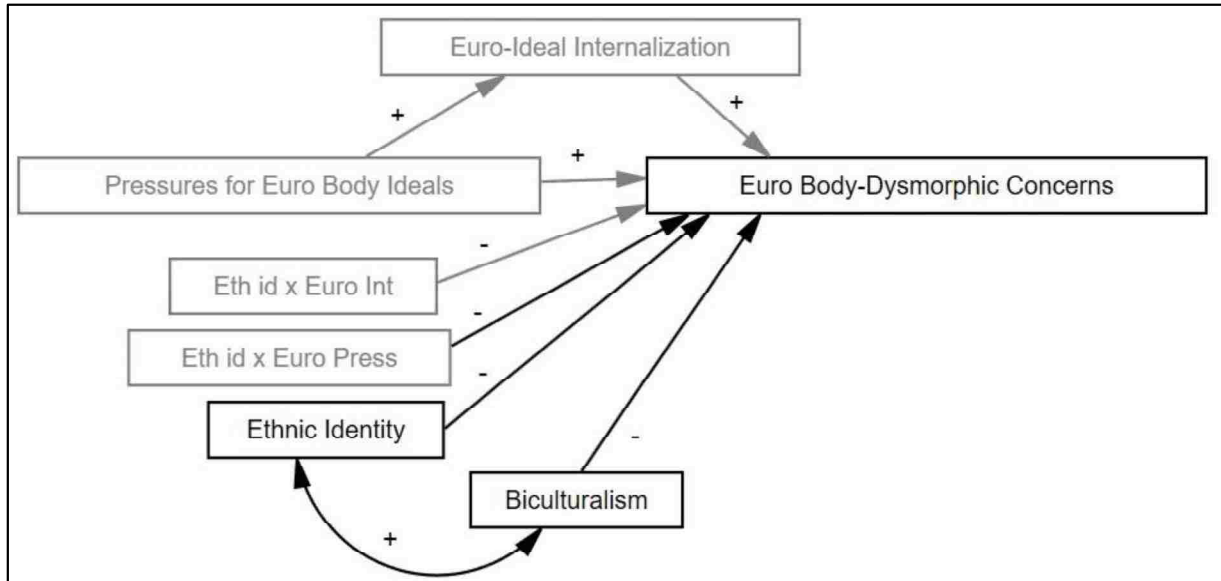 Euro-Ideal Internalization
+
+
+
Pressures for Euro Body Ideals
Euro Body-Dysmorphic Concerns
-
Eth id x Euro Int
-
Eth id x Euro Press
-
Ethnic Identity
-
Biculturalism
+